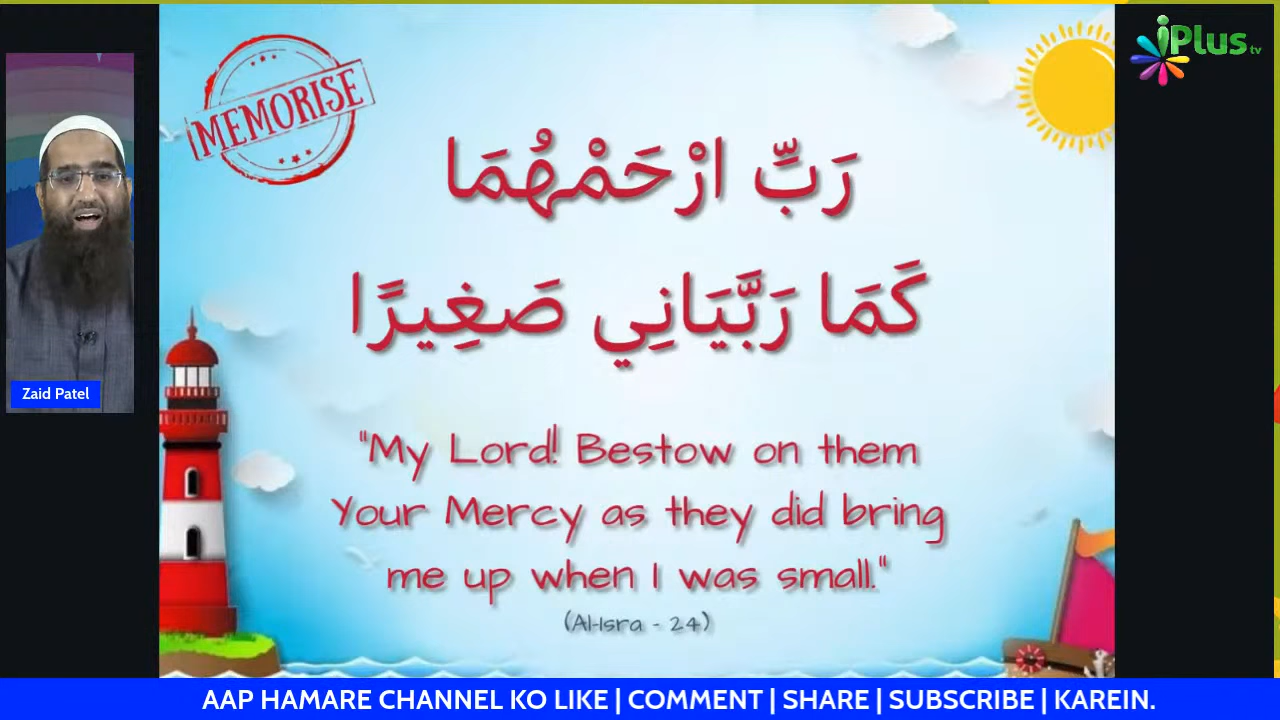 iPlus tv
MEMORISE
رَبِّ ارْحَمْهُمَا
كَمَا رَبَّيَانِي صَغِيرًا
Zaid Patel
"My Lord! Bestow on them
Your Mercy as they did bring
me up when I was small."
(Al-Isra - 24)
AAP HAMARE CHANNEL KO LIKE | COMMENT | SHARE | SUBSCRIBE | KAREIN.